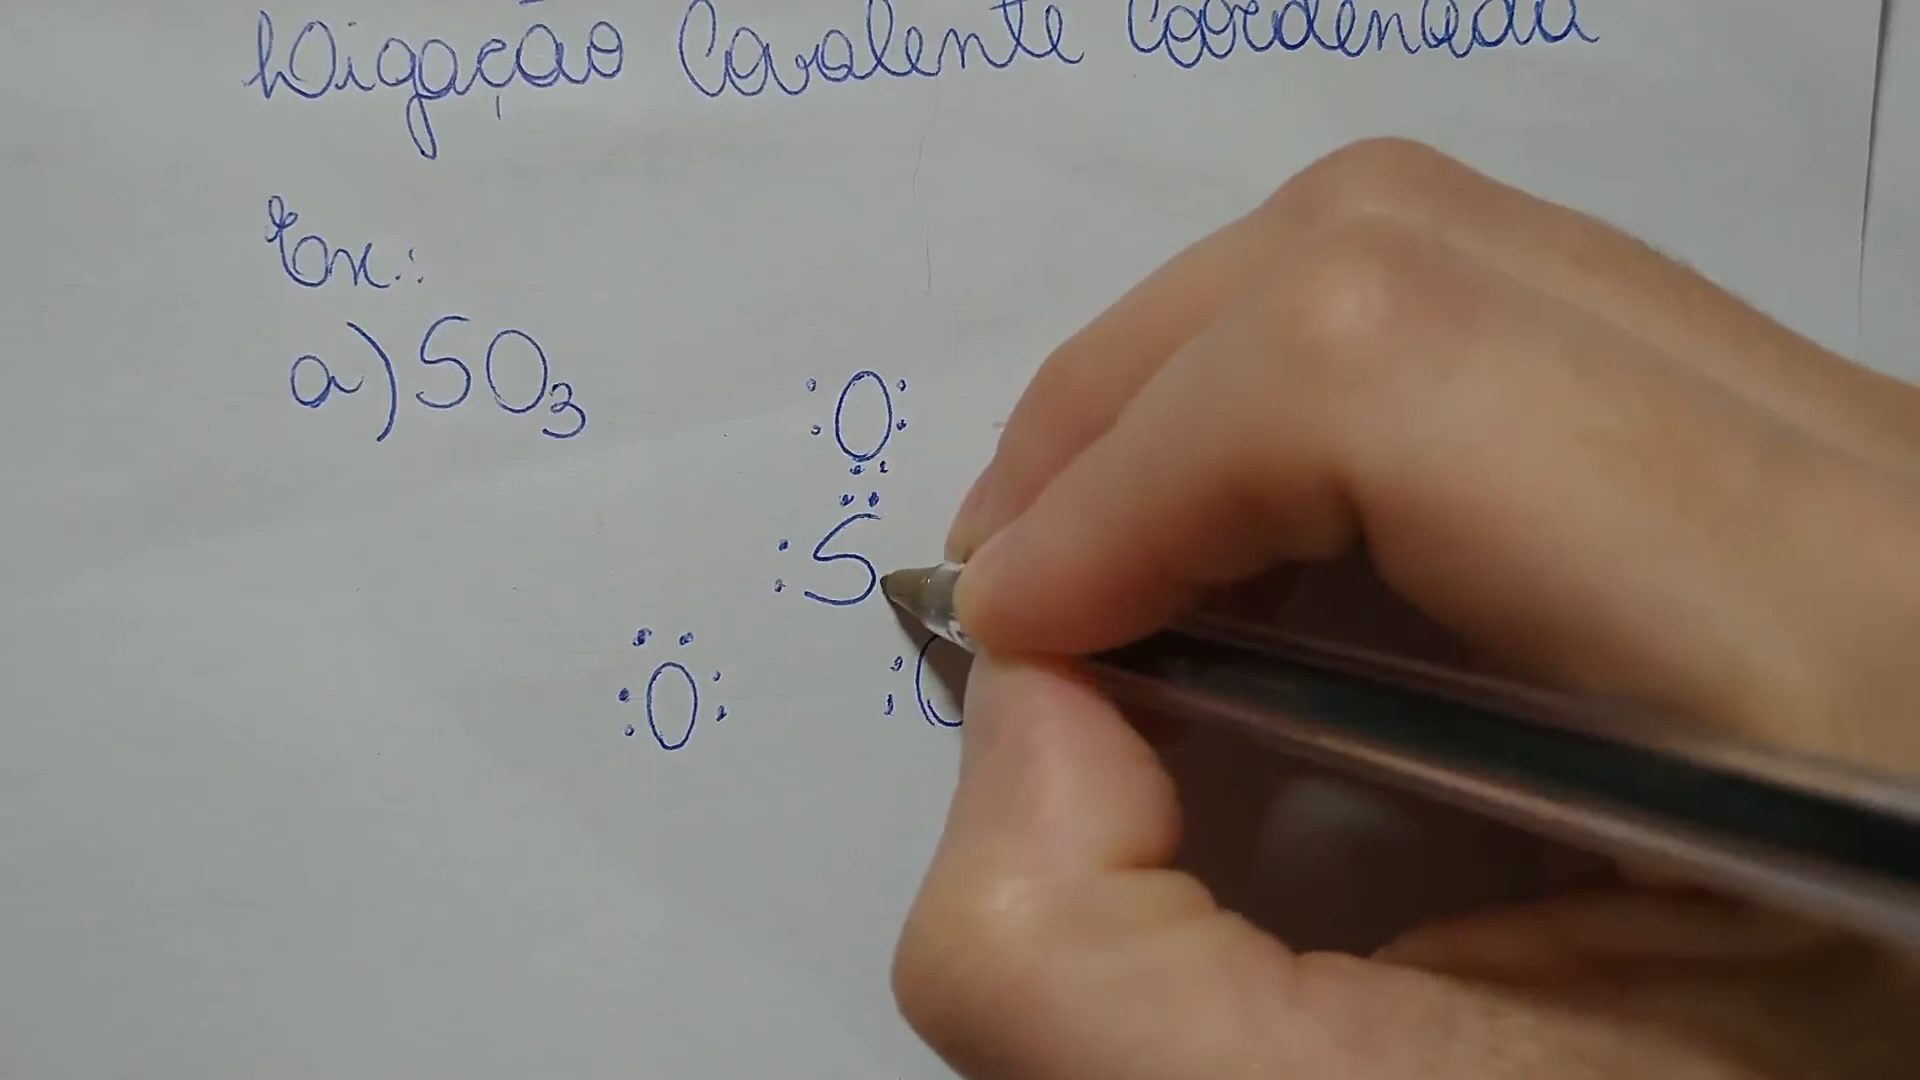 Ligação Covalente Coordenada
Ex.:
a) SO₃
O
S
O O